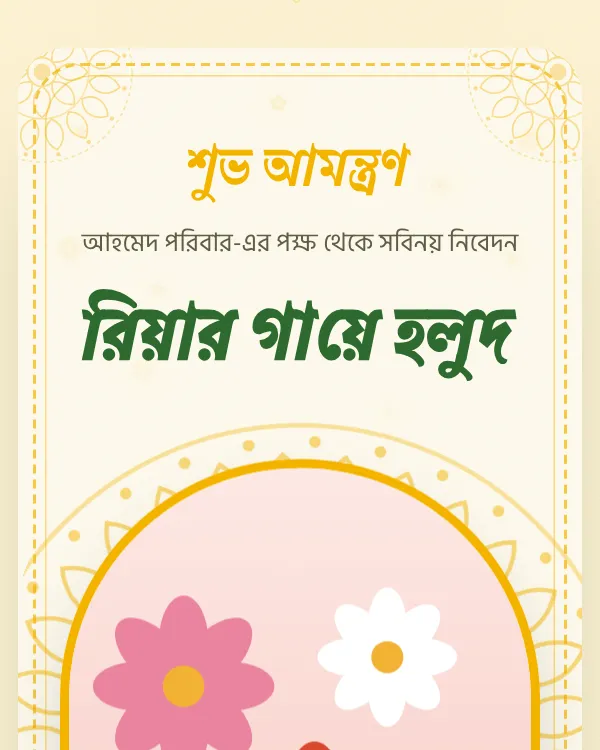 শুভ আমন্ত্রণ
আহমেদ পরিবার-এর পক্ষ থেকে সবিনয় নিবেদন
রিয়ার গায়ে হলুদ